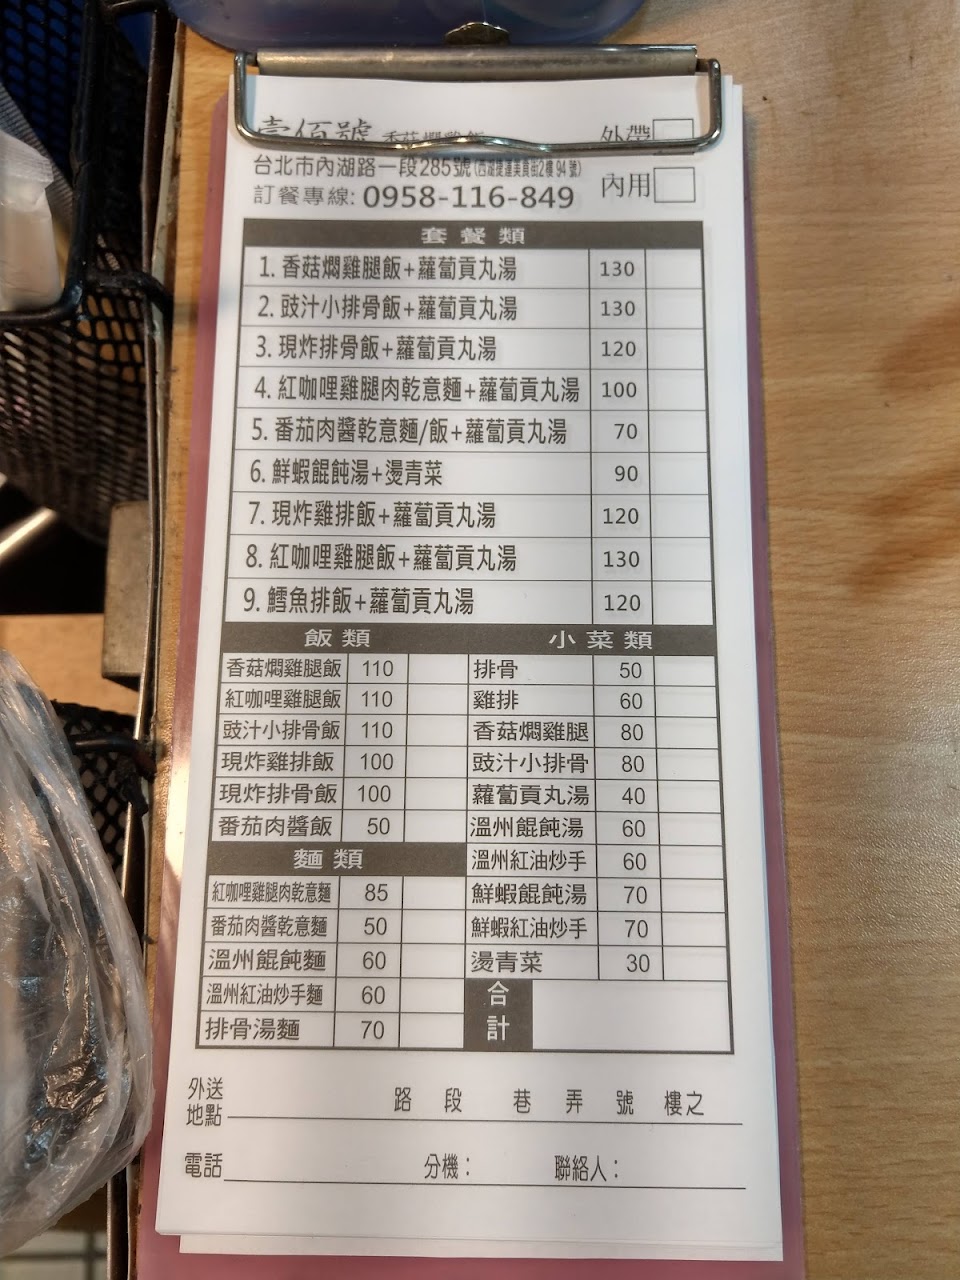 壹佰號 香菇燜雞飯 外帶
台北市內湖路一段285號(西湖捷運美食街2樓94號)
訂餐專線: 0958-116-849 內用
套餐類
1. 香菇燜雞腿飯+蘿蔔貢丸湯 130
2. 豉汁小排骨飯+蘿蔔貢丸湯 130
3. 現炸排骨飯+蘿蔔貢丸湯 120
4. 紅咖哩雞腿肉乾意麵+蘿蔔貢丸湯 100
5. 番茄肉醬乾意麵/飯+蘿蔔貢丸湯 70
6. 鮮蝦餛飩湯+燙青菜 90
7. 現炸雞排飯+蘿蔔貢丸湯 120
8. 紅咖哩雞腿飯+蘿蔔貢丸湯 130
9. 鱈魚排飯+蘿蔔貢丸湯 120
飯類 小菜類
香菇燜雞腿飯 110 排骨 50
紅咖哩雞腿飯 110 雞排 60
豉汁小排骨飯 110 香菇燜雞腿 80
現炸雞排飯 100 豉汁小排骨 80
現炸排骨飯 100 蘿蔔貢丸湯 40
番茄肉醬飯 50 溫州餛飩湯 60
麵類 溫州紅油炒手 60
紅咖哩雞腿肉乾意麵 85 鮮蝦餛飩湯 70
番茄肉醬乾意麵 50 鮮蝦紅油炒手 70
溫州餛飩麵 60 燙青菜 30
溫州紅油炒手麵 60 合計
排骨湯麵 70
外送地點 路 段 巷 弄 號 樓之
電話 分機： 聯絡人：